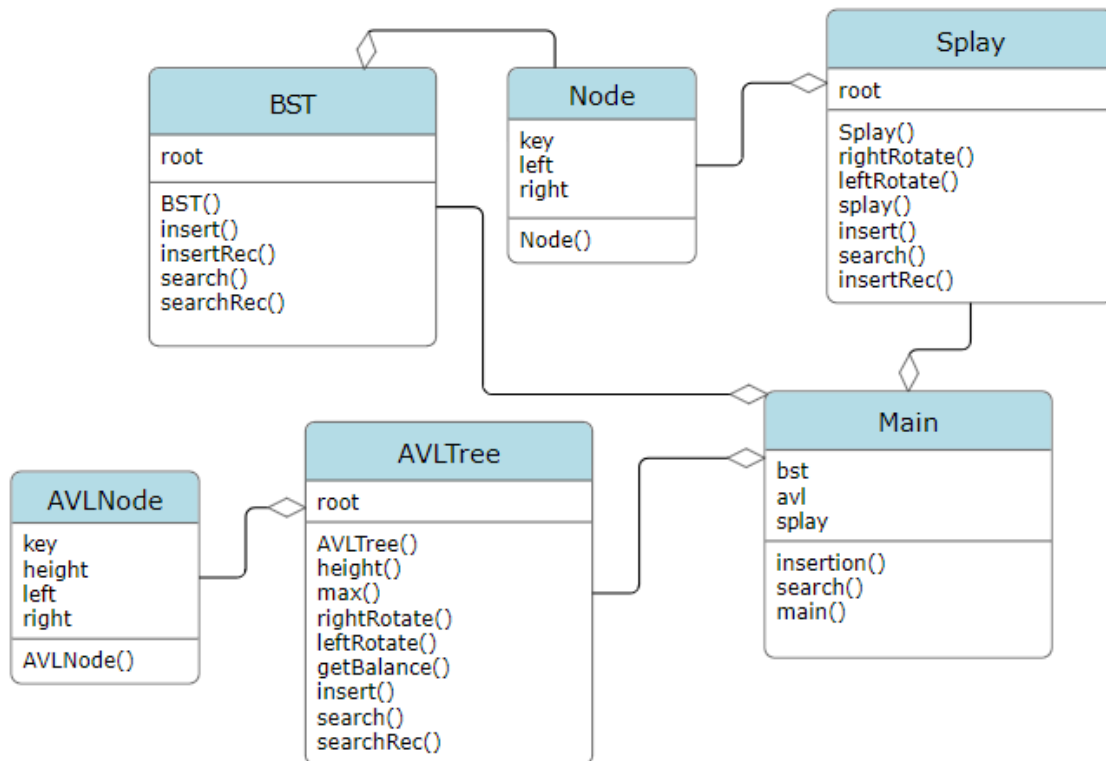 BST
root
BST()
insert()
insertRec()
search()
searchRec()
Node
key
left
right
Node()
Splay
root
Splay()
rightRotate()
leftRotate()
splay()
insert()
search()
insertRec()
AVLNode
key
height
left
right
AVLNode()
AVLTree
root
AVLTree()
height()
max()
rightRotate()
leftRotate()
getBalance()
insert()
search()
searchRec()
Main
bst
avl
splay
insertion()
search()
main()